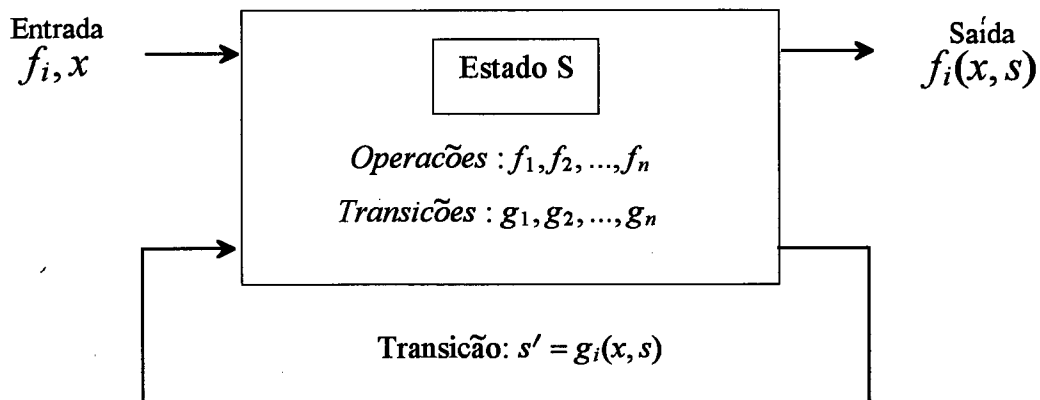 Entrada
f_i, x
Estado S
Saída
f_i(x, s)
Operacões : f_1, f_2, ..., f_n
Transicões : g_1, g_2, ..., g_n
Transicão: s′ = g_i(x, s)